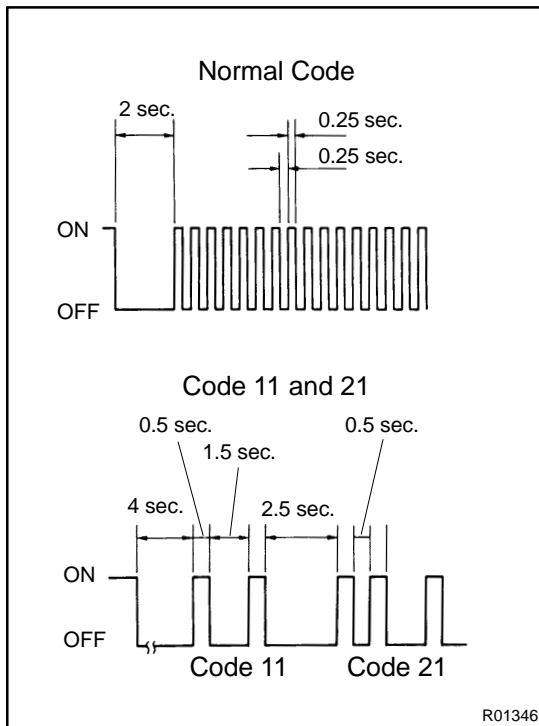 Normal Code
2 sec.
0.25 sec.
0.25 sec.
ON
OFF
Code 11 and 21
0.5 sec.
0.5 sec.
1.5 sec.
4 sec.
2.5 sec.
ON
OFF
Code 11
Code 21
R01346